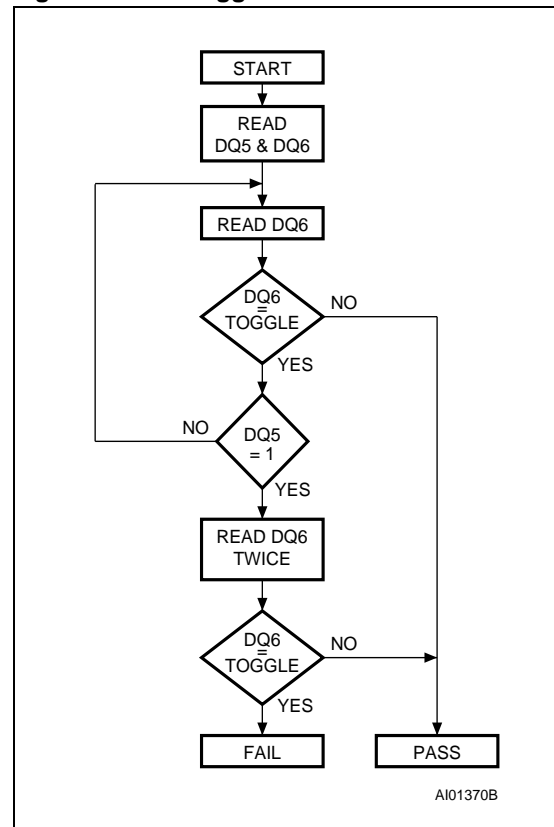 START
READ
DQ5 & DQ6
READ DQ6
DQ6
=
TOGGLE
NO
YES
NO
DQ5
= 1
YES
READ DQ6
TWICE
DQ6
=
TOGGLE
NO
YES
FAIL
PASS
AI01370B